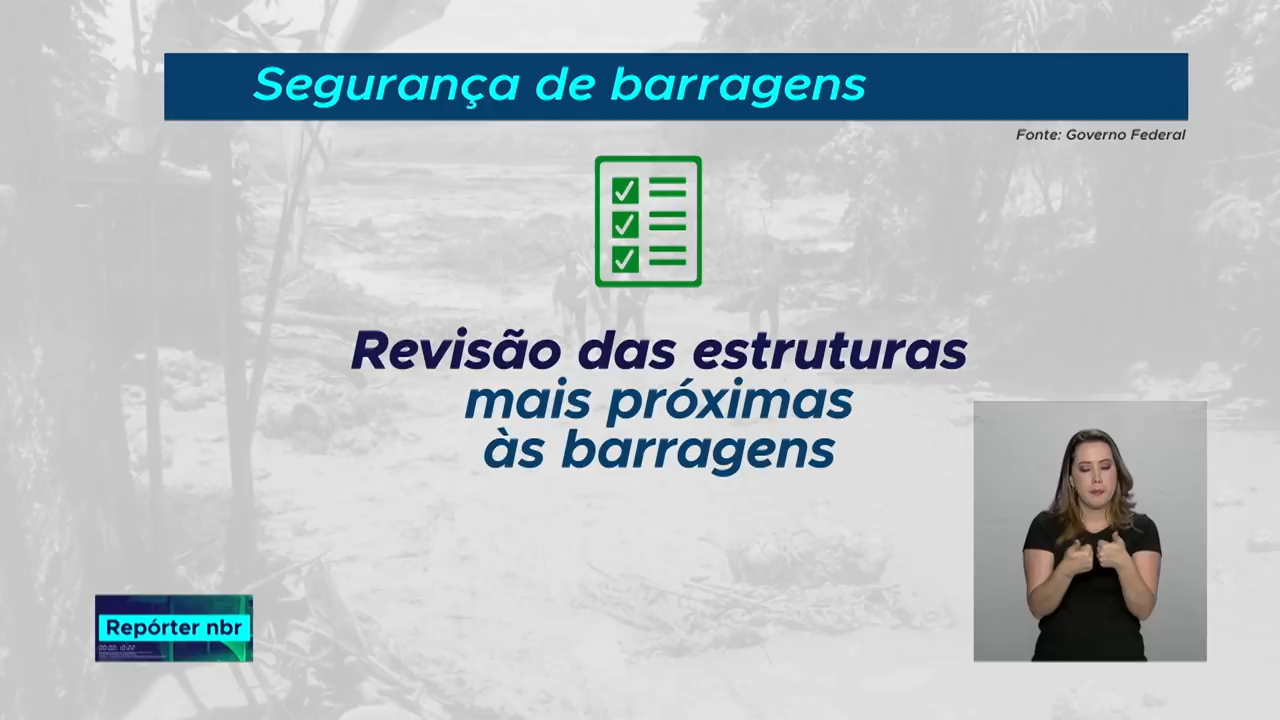 Segurança de barragens
Fonte: Governo Federal
Revisão das estruturas
mais próximas
às barragens
Repórter nbr